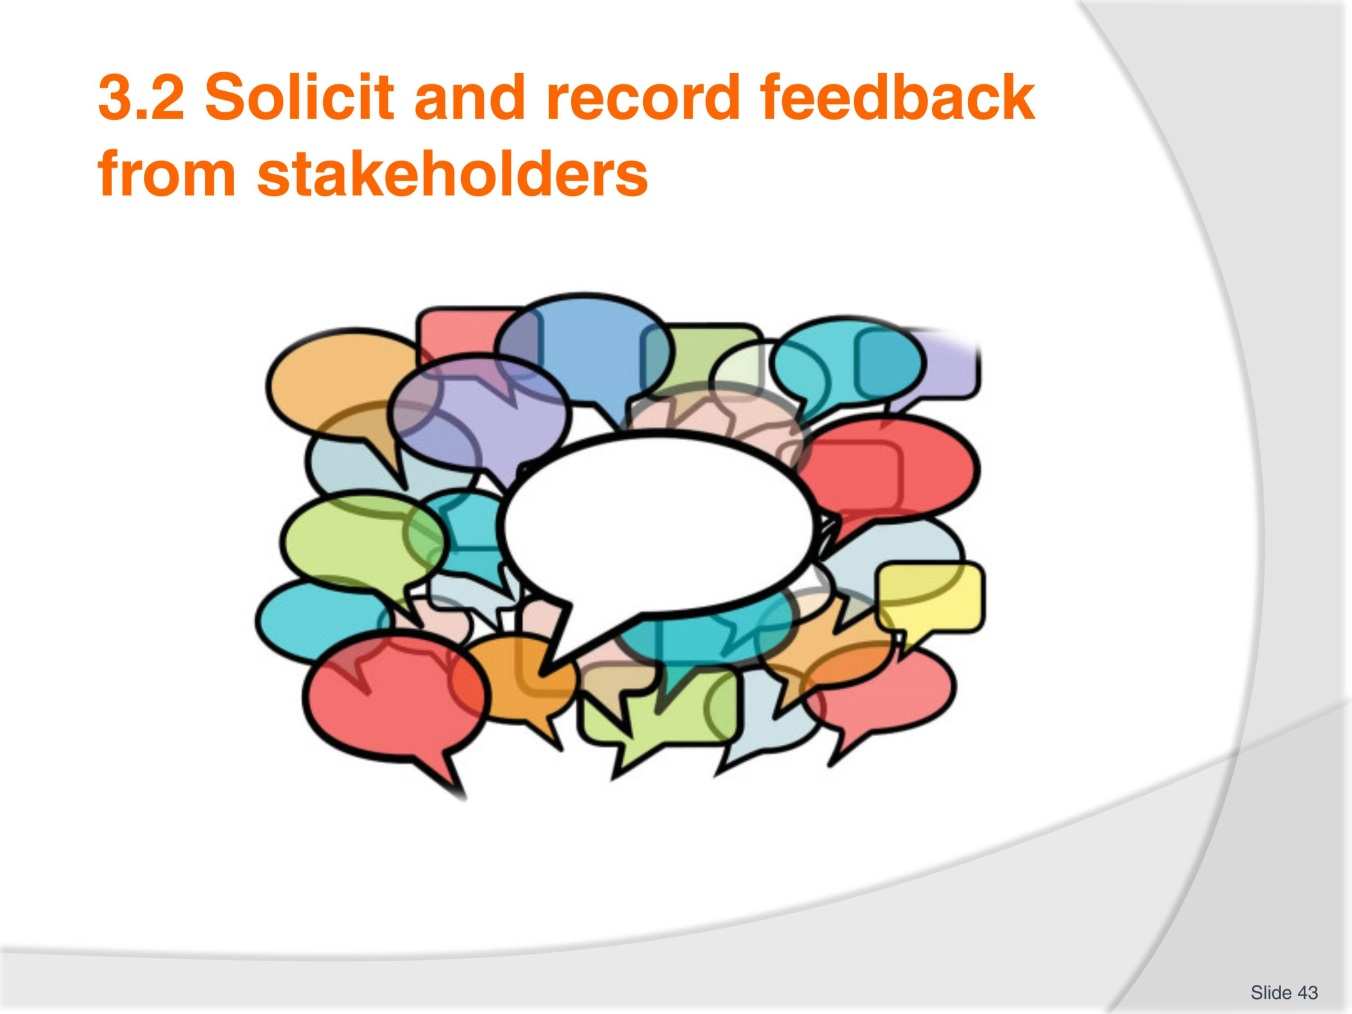 3.2 Solicit and record feedback
from stakeholders
Slide 43